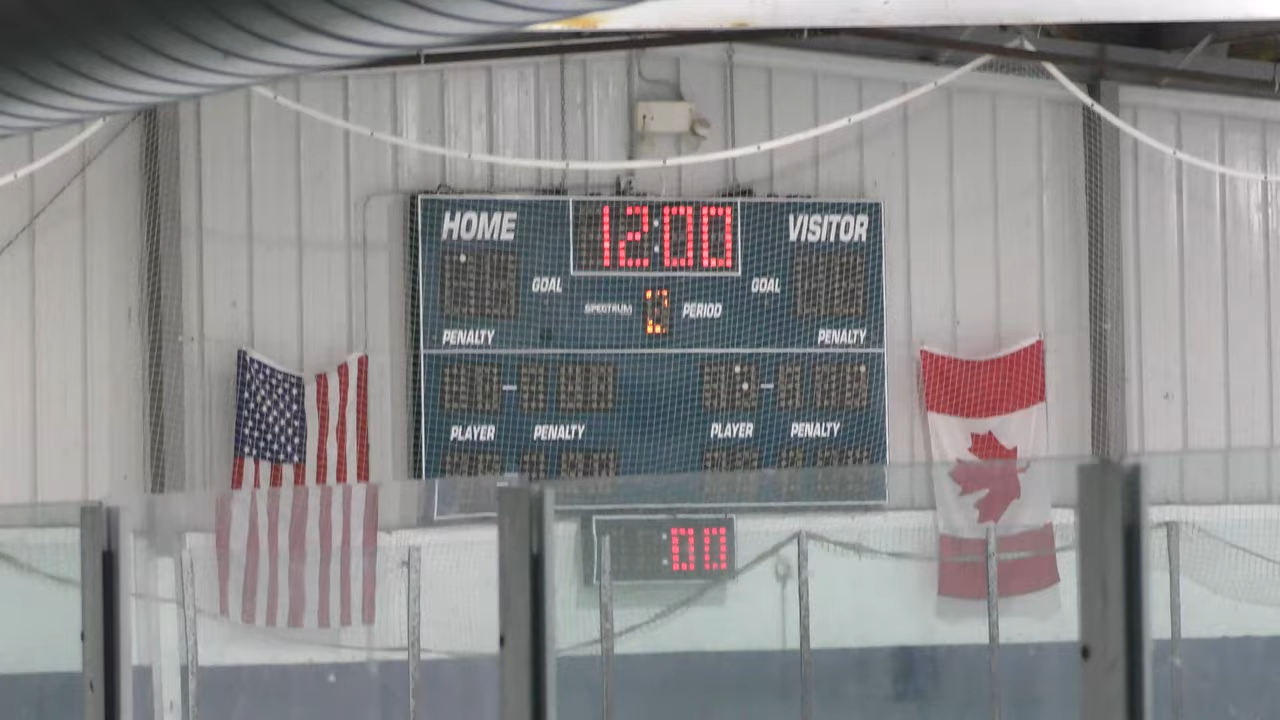 HOME 12:00 VISITOR
GOAL GOAL
SPECTRUM 2 PERIOD
PENALTY PENALTY
PLAYER PENALTY PLAYER PENALTY
:00